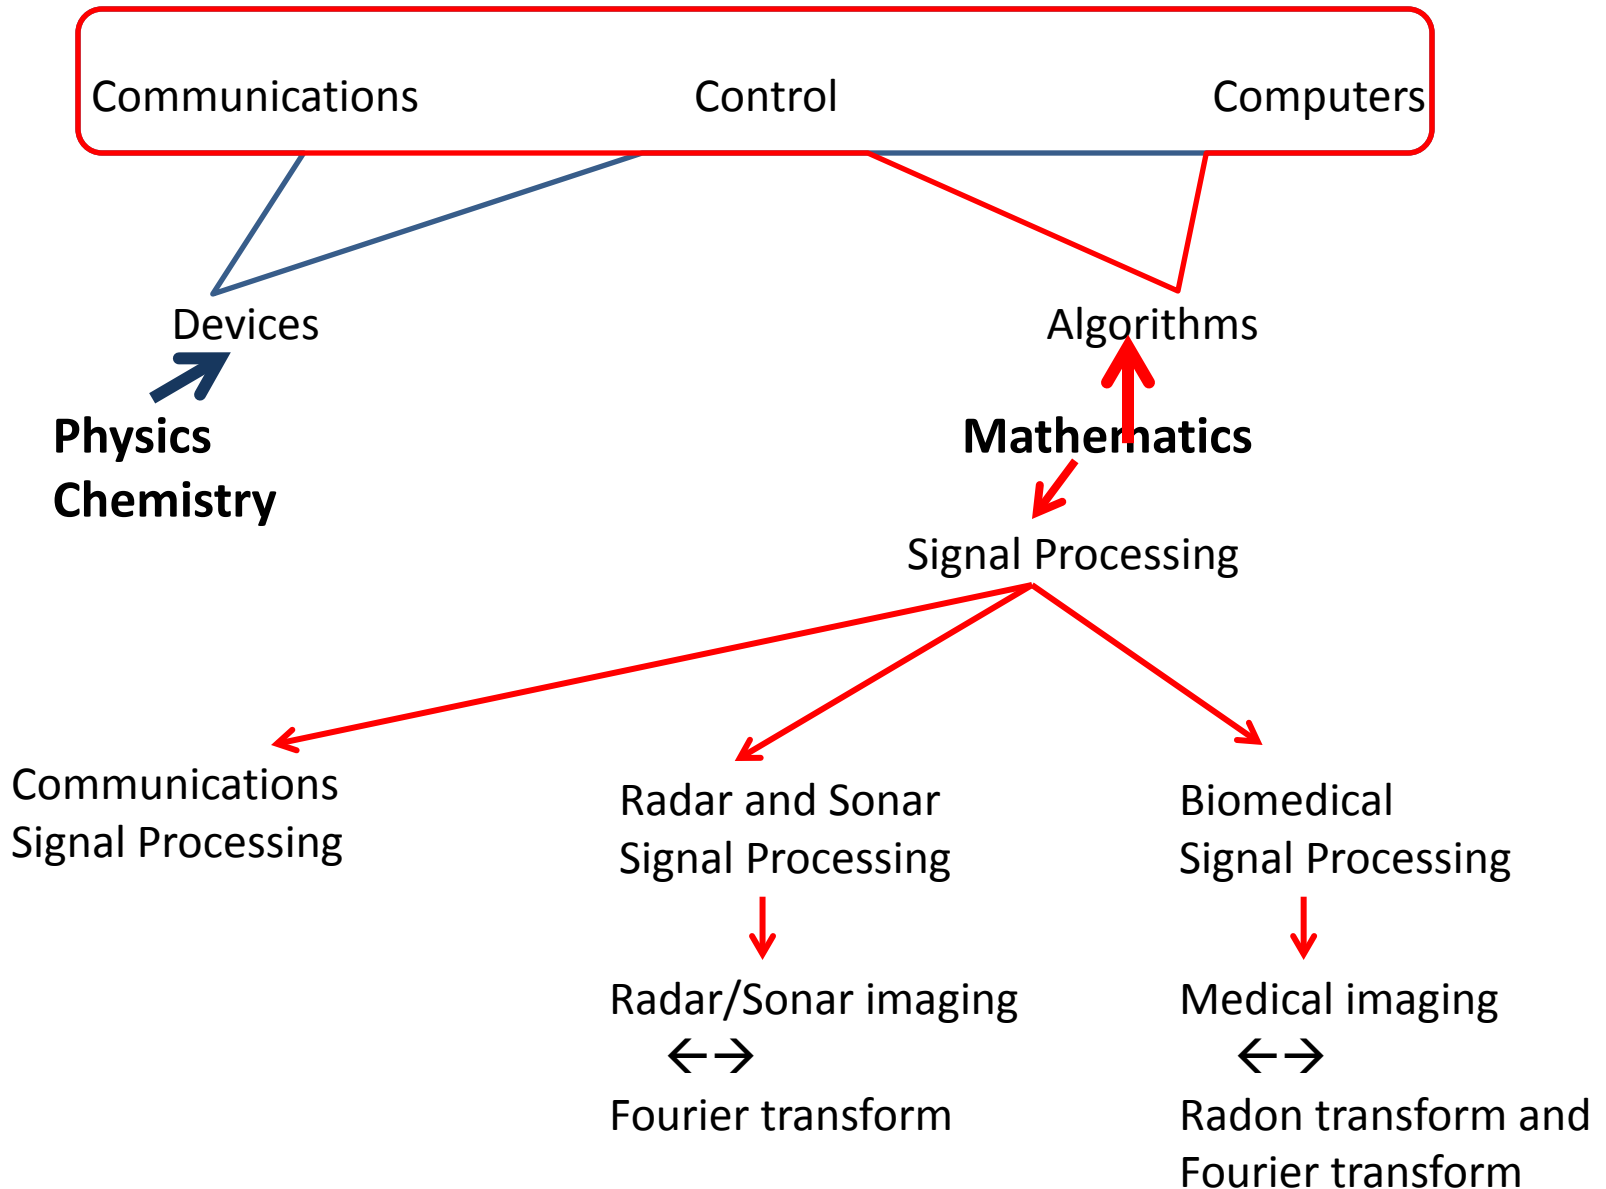 Communications Control Computers
Devices Algorithms
Physics
Chemistry
Mathematics
Signal Processing
Communications
Signal Processing
Radar and Sonar
Signal Processing
Biomedical
Signal Processing
Radar/Sonar imaging
←→
Fourier transform
Medical imaging
←→
Radon transform and
Fourier transform